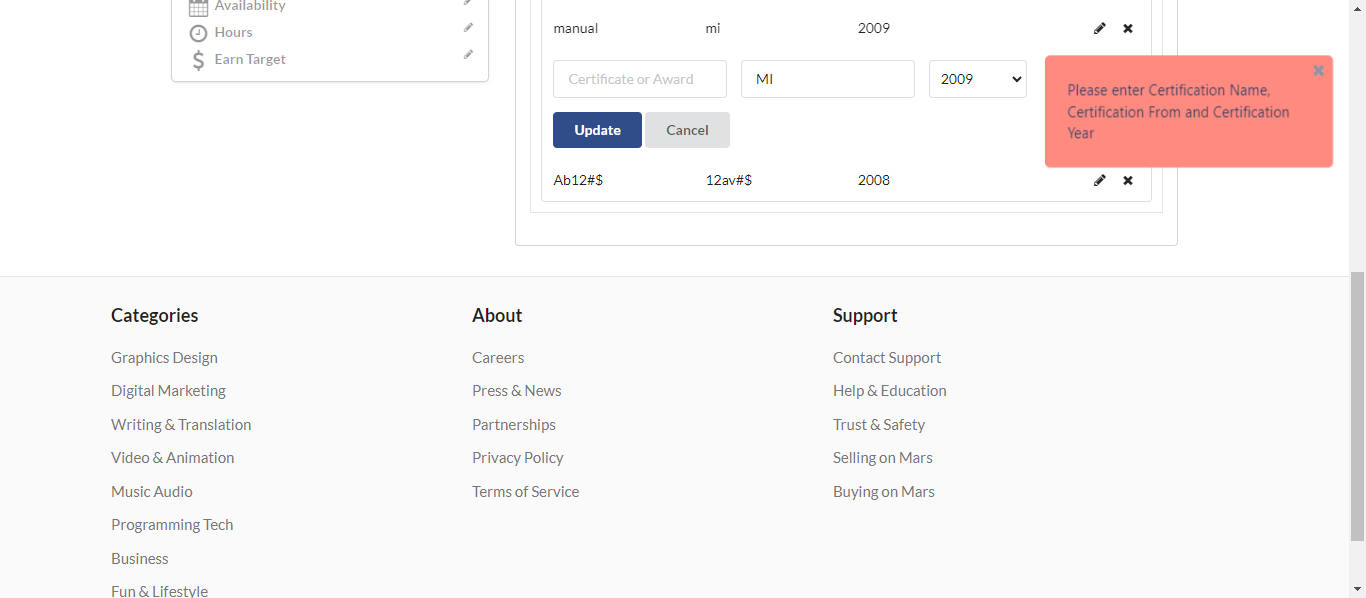 Availability
Hours
Earn Target
manual mi 2009
Certificate or Award MI 2009
Update Cancel
Ab12#$ 12av#$ 2008
Please enter Certification Name,
Certification From and Certification
Year
Categories
Graphics Design
Digital Marketing
Writing & Translation
Video & Animation
Music Audio
Programming Tech
Business
Fun & Lifestyle
About
Careers
Press & News
Partnerships
Privacy Policy
Terms of Service
Support
Contact Support
Help & Education
Trust & Safety
Selling on Mars
Buying on Mars